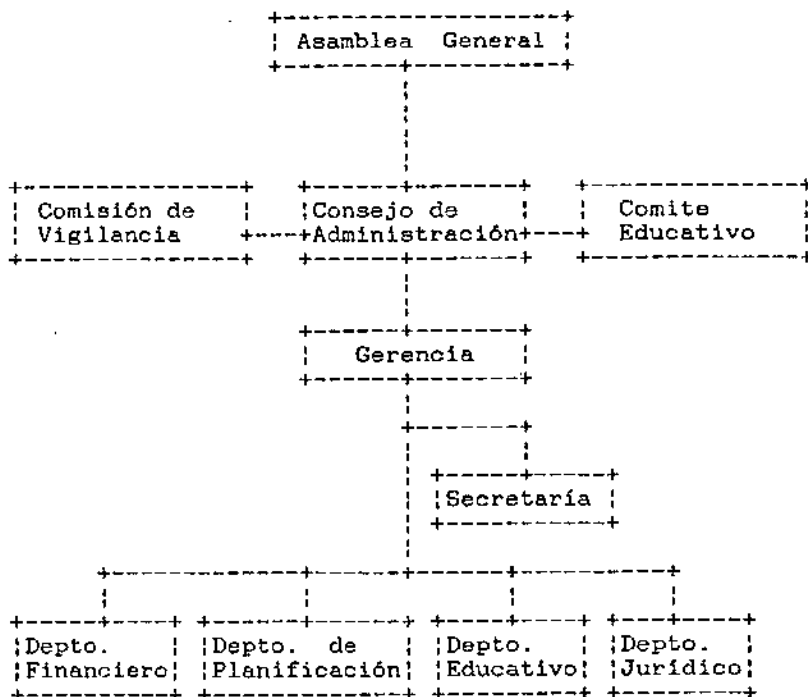 Asamblea General
Comisión de
Vigilancia
Consejo de
Administración
Comite
Educativo
Gerencia
Secretaría
Depto.
Financiero
Depto. de
Planificación
Depto.
Educativo
Depto.
Jurídico